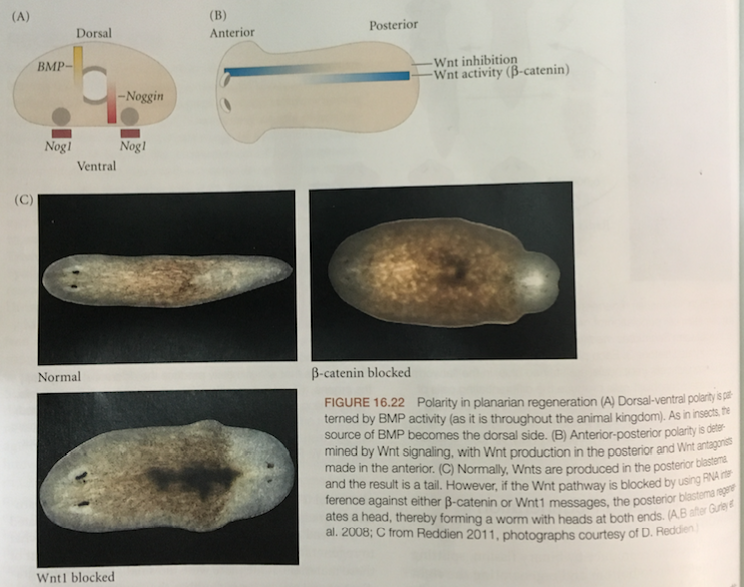 (A)
Dorsal
BMP
Noggin
Nog1 Nog1
Ventral
(B)
Anterior
Posterior
Wnt inhibition
Wnt activity (β-catenin)
(C)
Normal
β-catenin blocked
Wnt1 blocked
FIGURE 16.22 Polarity in planarian regeneration (A) Dorsal-ventral polarity is pat-
terned by BMP activity (as it is throughout the animal kingdom). As in insects, the
source of BMP becomes the dorsal side. (B) Anterior-posterior polarity is deter-
mined by Wnt signaling, with Wnt production in the posterior and Wnt antagonists
made in the anterior. (C) Normally, Wnts are produced in the posterior blastema,
and the result is a tail. However, if the Wnt pathway is blocked by using RNA inter-
ference against either β-catenin or Wnt1 messages, the posterior blastema regener-
ates a head, thereby forming a worm with heads at both ends. (A,B after Gurley et
al. 2008; C from Reddien 2011, photographs courtesy of D. Reddien.)